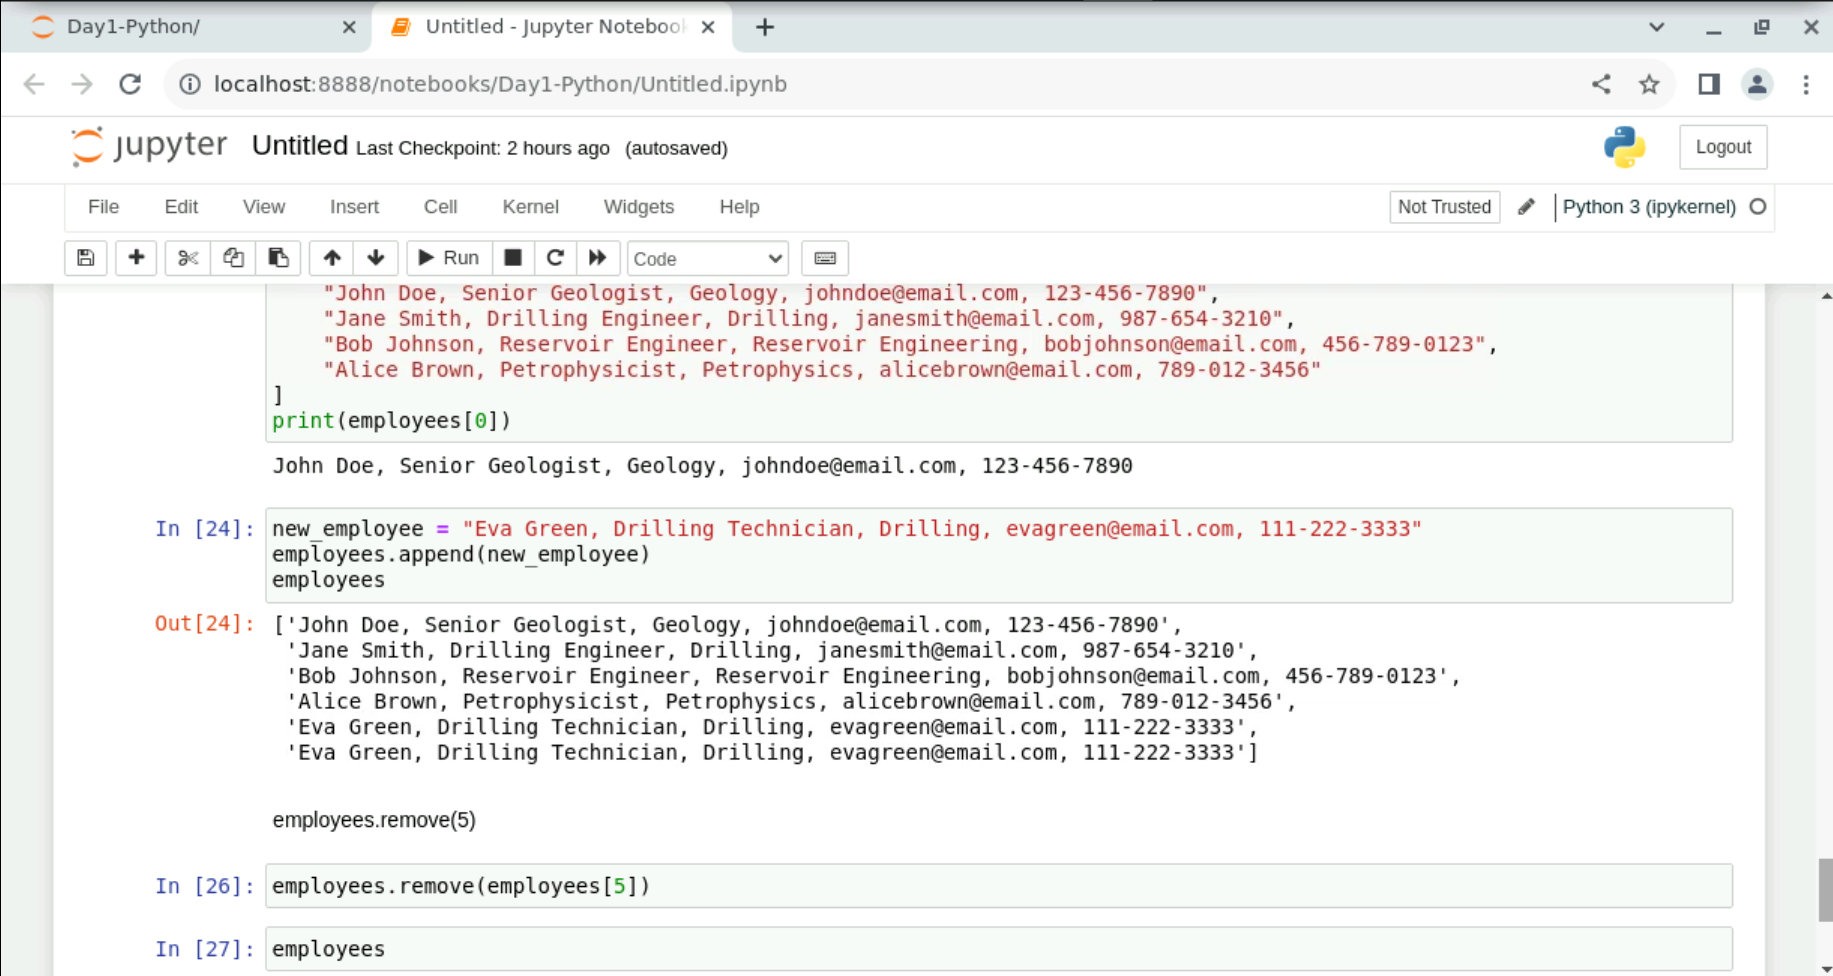 Day1-Python/
Untitled - Jupyter Notebook
localhost:8888/notebooks/Day1-Python/Untitled.ipynb
jupyter Untitled Last Checkpoint: 2 hours ago (autosaved)
Logout
File Edit View Insert Cell Kernel Widgets Help
Not Trusted
Python 3 (ipykernel)
Run
Code
"John Doe, Senior Geologist, Geology, johndoe@email.com, 123-456-7890",
"Jane Smith, Drilling Engineer, Drilling, janesmith@email.com, 987-654-3210",
"Bob Johnson, Reservoir Engineer, Reservoir Engineering, bobjohnson@email.com, 456-789-0123",
"Alice Brown, Petrophysicist, Petrophysics, alicebrown@email.com, 789-012-3456"
]
print(employees[0])
John Doe, Senior Geologist, Geology, johndoe@email.com, 123-456-7890
In [24]: new_employee = "Eva Green, Drilling Technician, Drilling, evagreen@email.com, 111-222-3333"
employees.append(new_employee)
employees
Out[24]: ['John Doe, Senior Geologist, Geology, johndoe@email.com, 123-456-7890',
'Jane Smith, Drilling Engineer, Drilling, janesmith@email.com, 987-654-3210',
'Bob Johnson, Reservoir Engineer, Reservoir Engineering, bobjohnson@email.com, 456-789-0123',
'Alice Brown, Petrophysicist, Petrophysics, alicebrown@email.com, 789-012-3456',
'Eva Green, Drilling Technician, Drilling, evagreen@email.com, 111-222-3333',
'Eva Green, Drilling Technician, Drilling, evagreen@email.com, 111-222-3333']
employees.remove(5)
In [26]: employees.remove(employees[5])
In [27]: employees